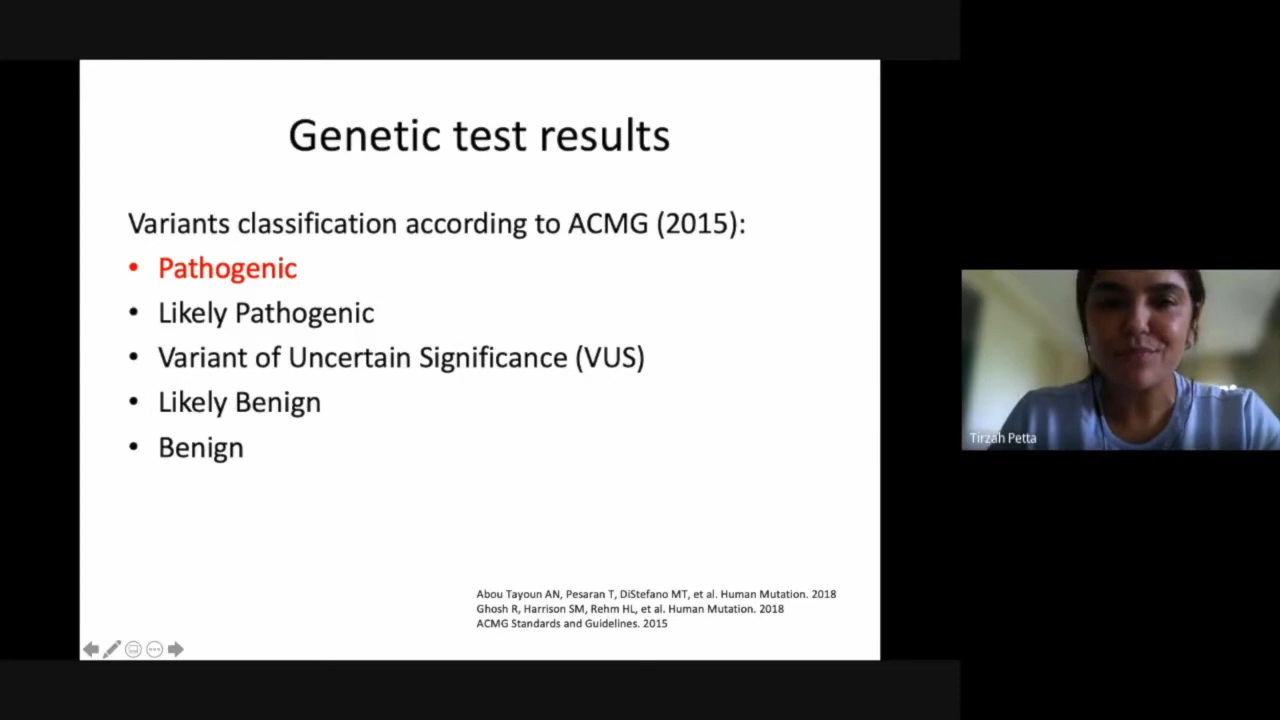 Genetic test results
Variants classification according to ACMG (2015):
• Pathogenic
• Likely Pathogenic
• Variant of Uncertain Significance (VUS)
• Likely Benign
• Benign
Abou Tayoun AN, Pesaran T, DiStefano MT, et al. Human Mutation. 2018
Ghosh R, Harrison SM, Rehm HL, et al. Human Mutation. 2018
ACMG Standards and Guidelines. 2015
Tirzah Petta